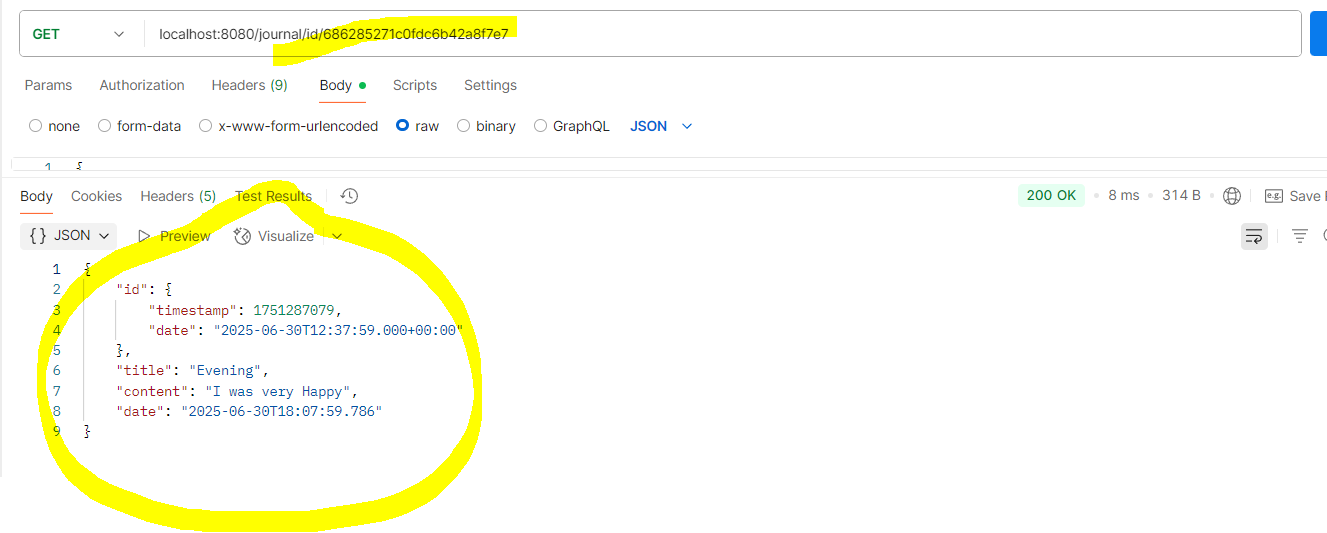 GET localhost:8080/journal/id/686285271c0fdc6b42a8f7e7
Params Authorization Headers (9) Body Scripts Settings
none form-data x-www-form-urlencoded raw binary GraphQL JSON
1 {
Body Cookies Headers (5) Test Results 200 OK 8 ms 314 B e.g. Save
{} JSON Preview Visualize
1 {
2 "id": {
3 "timestamp": 1751287079,
4 "date": "2025-06-30T12:37:59.000+00:00"
5 },
6 "title": "Evening",
7 "content": "I was very Happy",
8 "date": "2025-06-30T18:07:59.786"
9 }